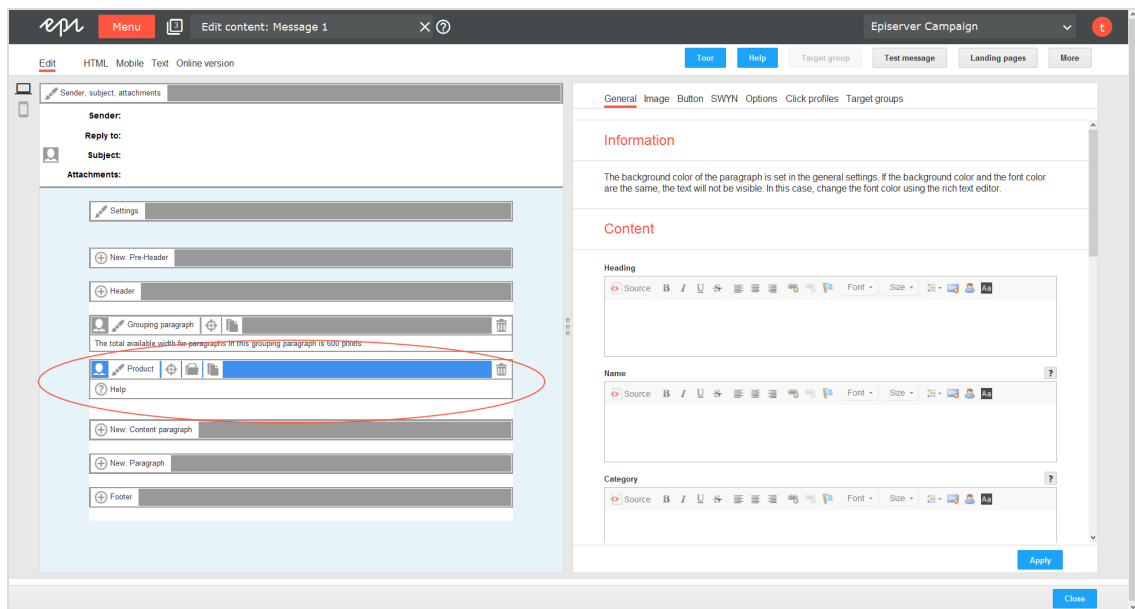 epi Menu 3 Edit content: Message 1 Episerver Campaign t
Edit HTML Mobile Text Online version Tour Help Target group Test message Landing pages More
Sender, subject, attachments
Sender:
Reply to:
Subject:
Attachments:
Settings
New: Pre-Header
Header
Grouping paragraph
The total available width for paragraphs in this grouping paragraph is 600 pixels.
Product
? Help
New: Content paragraph
New: Paragraph
Footer
General Image Button SWYN Options Click profiles Target groups
Information
The background color of the paragraph is set in the general settings. If the background color and the font color
are the same, the text will not be visible. In this case, change the font color using the rich text editor.
Content
Heading
Source B I U S Font Size Aa
Name ?
Source B I U S Font Size Aa
Category ?
Source B I U S Font Size Aa
Apply
Close